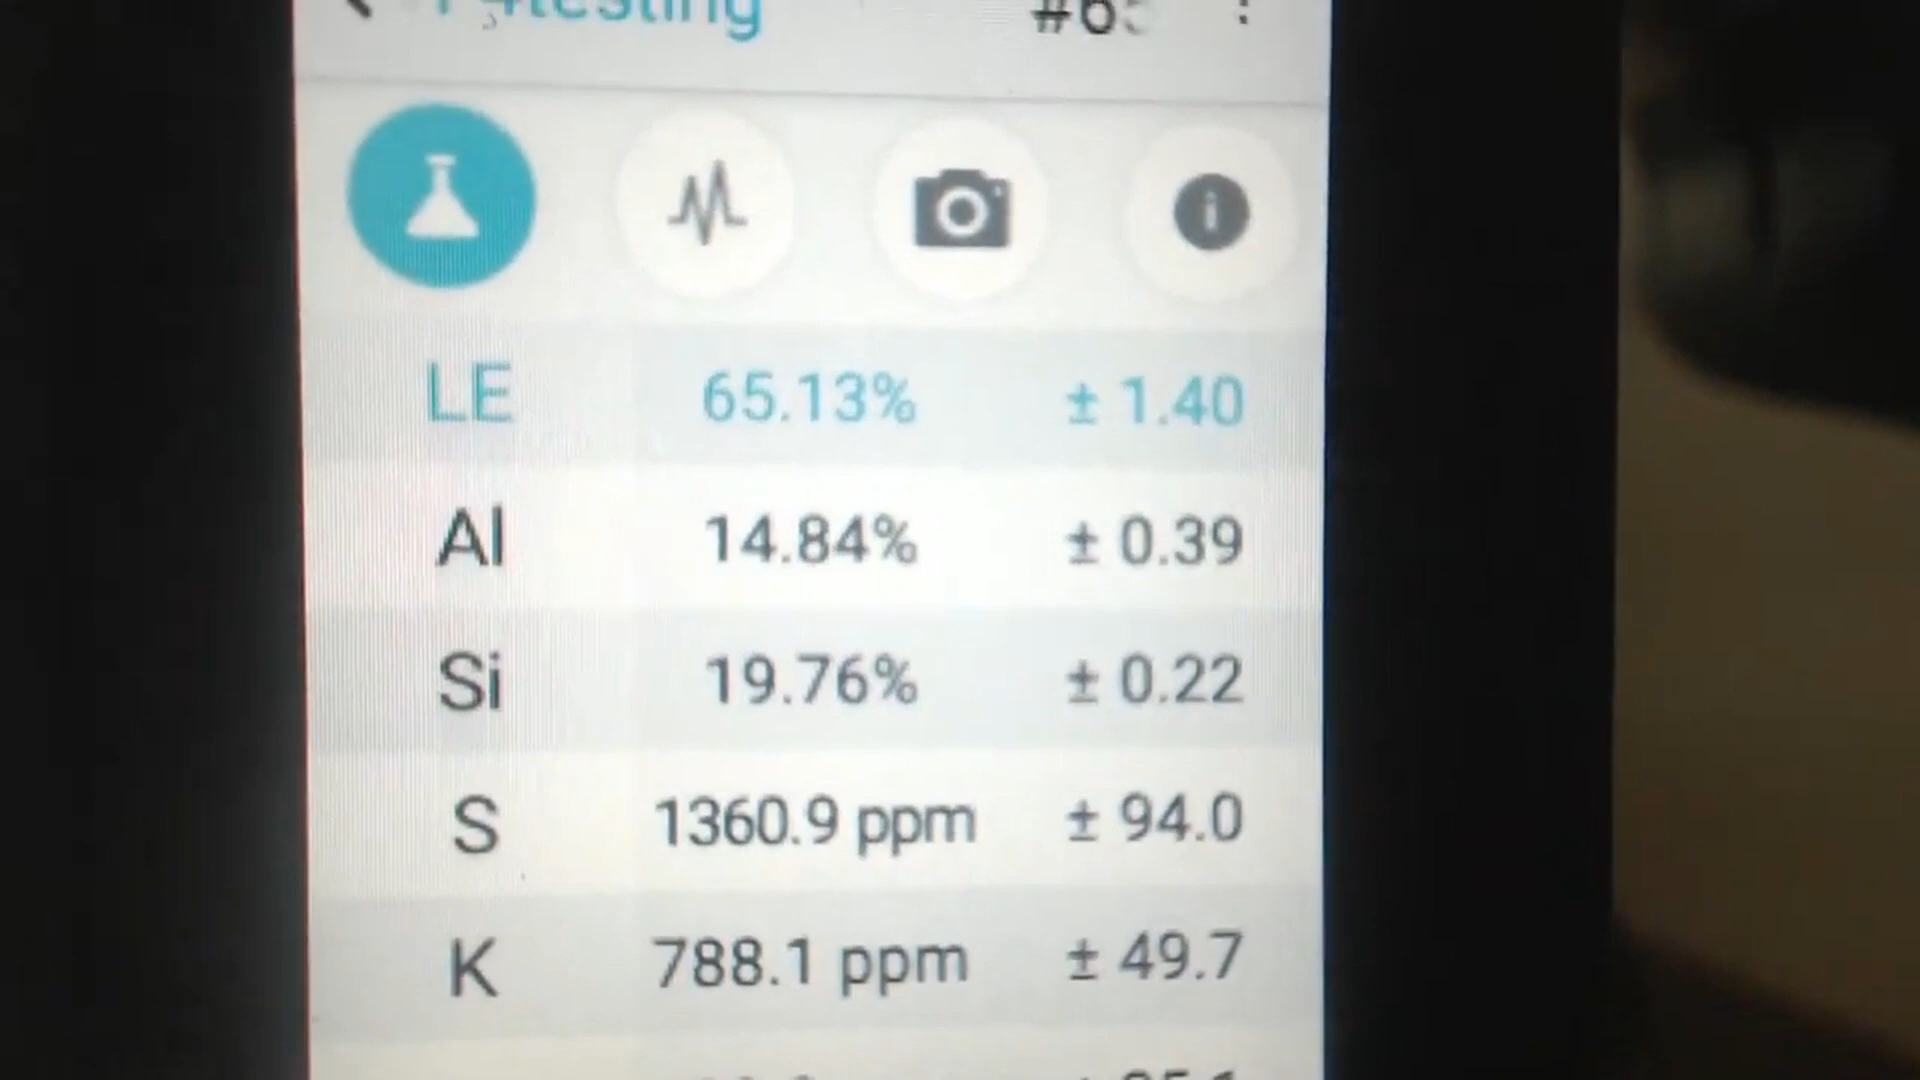 LE 65.13% ± 1.40
Al 14.84% ± 0.39
Si 19.76% ± 0.22
S 1360.9 ppm ± 94.0
K 788.1 ppm ± 49.7